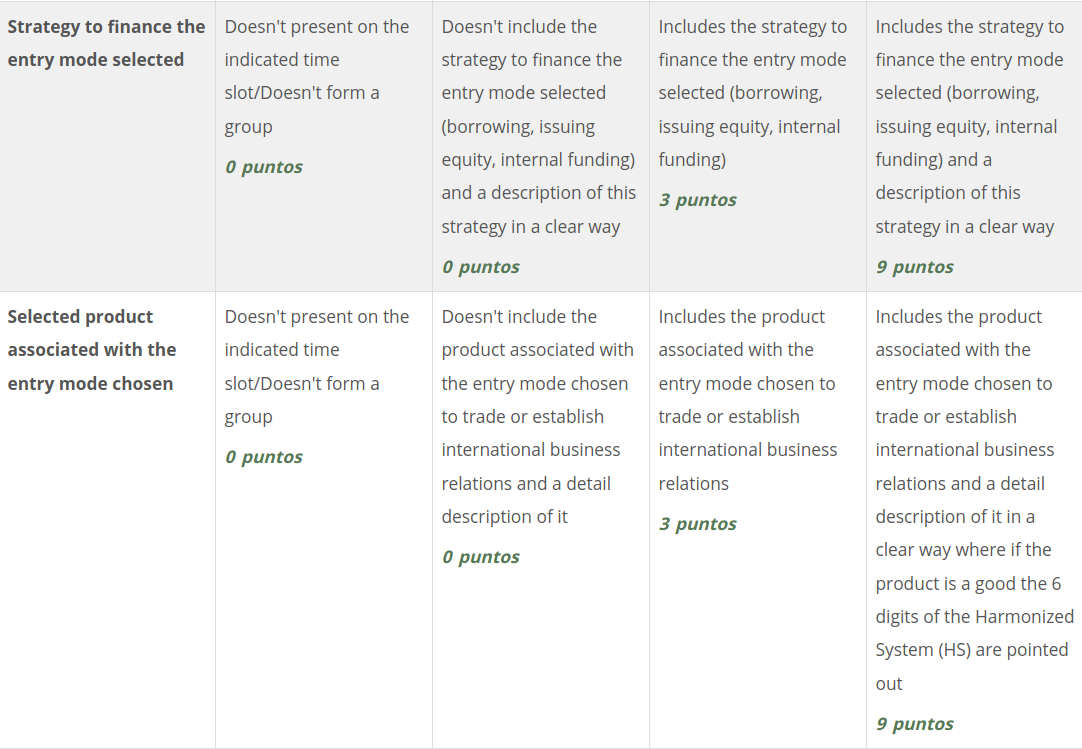 Strategy to finance the
entry mode selected
Doesn't present on the
indicated time
slot/Doesn't form a
group
0 puntos
Doesn't include the
strategy to finance the
entry mode selected
(borrowing, issuing
equity, internal funding)
and a description of this
strategy in a clear way
0 puntos
Includes the strategy to
finance the entry mode
selected (borrowing,
issuing equity, internal
funding)
3 puntos
Includes the strategy to
finance the entry mode
selected (borrowing,
issuing equity, internal
funding) and a
description of this
strategy in a clear way
9 puntos
Selected product
associated with the
entry mode chosen
Doesn't present on the
indicated time
slot/Doesn't form a
group
0 puntos
Doesn't include the
product associated with
the entry mode chosen
to trade or establish
international business
relations and a detail
description of it
0 puntos
Includes the product
associated with the
entry mode chosen to
trade or establish
international business
relations
3 puntos
Includes the product
associated with the
entry mode chosen to
trade or establish
international business
relations and a detail
description of it in a
clear way where if the
product is a good the 6
digits of the Harmonized
System (HS) are pointed
out
9 puntos